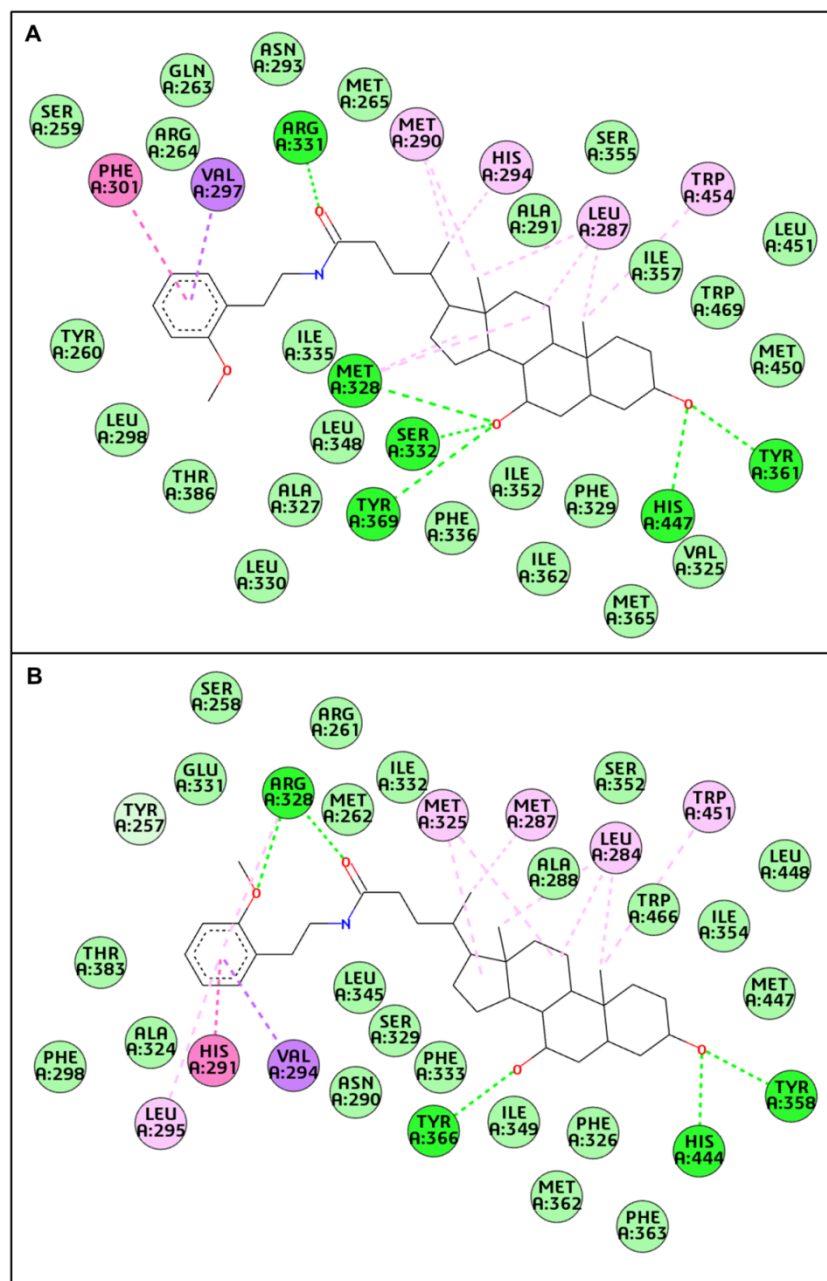 A
ASN
A:293
GLN
A:263
MET
A:265
SER
A:259
ARG
A:264
ARG
A:331
MET
A:290
SER
A:355
HIS
A:294
PHE
A:301
VAL
A:297
TRP
A:454
ALA
A:291
LEU
A:287
LEU
A:451
ILE
A:357
O
N
TRP
A:469
TYR
A:260
ILE
A:335
MET
A:450
MET
A:328
O
O
O
LEU
A:298
LEU
A:348
SER
A:332
TYR
A:361
THR
A:386
ILE
A:352
ALA
A:327
TYR
A:369
PHE
A:336
PHE
A:329
HIS
A:447
VAL
A:325
LEU
A:330
ILE
A:362
MET
A:365
B
SER
A:258
ARG
A:261
GLU
A:331
ARG
A:328
ILE
A:332
SER
A:352
TYR
A:257
MET
A:262
MET
A:325
MET
A:287
TRP
A:451
LEU
A:284
ALA
A:288
LEU
A:448
O
O
N
TRP
A:466
ILE
A:354
THR
A:383
LEU
A:345
MET
A:447
ALA
A:324
SER
A:329
PHE
A:298
HIS
A:291
VAL
A:294
PHE
A:333
O
O
ASN
A:290
TYR
A:358
LEU
A:295
TYR
A:366
ILE
A:349
PHE
A:326
HIS
A:444
MET
A:362
PHE
A:363